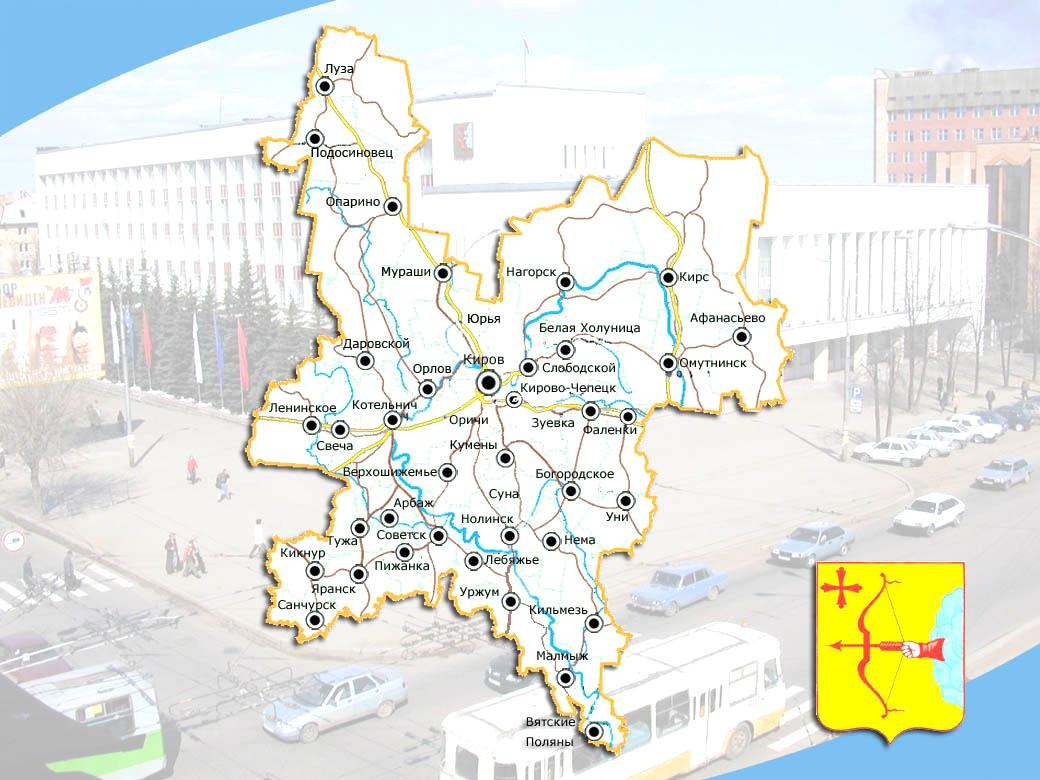 Луза
Подосиновец
Опарино
Мураши
Нагорск
Кирс
Юрья
Афанасьево
Белая Холуница
Даровской
Киров
Омутнинск
Слободской
Орлов
Кирово-Чепецк
Ленинское
Котельнич
Оричи
Зуевка
Фаленки
Свеча
Кумены
Верхошижемье
Богородское
Суна
Арбаж
Уни
Нолинск
Тужа
Советск
Нема
Кикнур
Пижанка
Лебяжье
Яранск
Уржум
Санчурск
Кильмезь
Малмыж
Вятские
Поляны